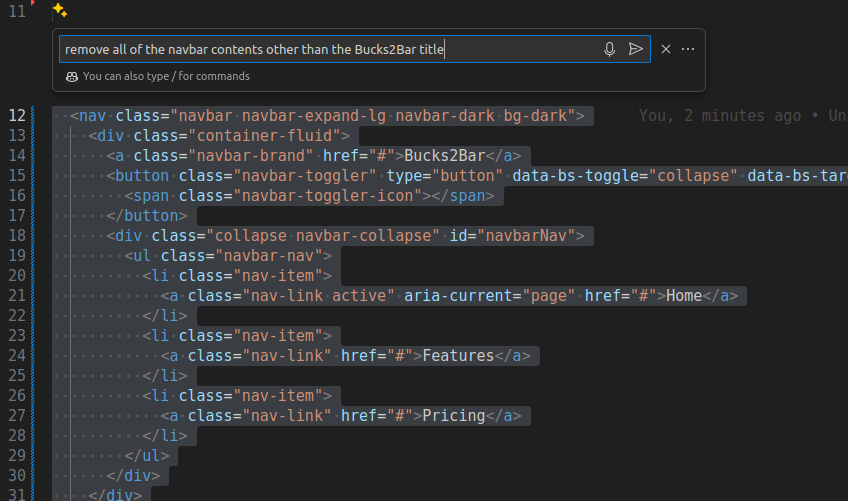 11
remove all of the navbar contents other than the Bucks2Bar title
You can also type / for commands
12 <nav class="navbar navbar-expand-lg navbar-dark bg-dark"> You, 2 minutes ago • Un
13 <div class="container-fluid">
14 <a class="navbar-brand" href="#">Bucks2Bar</a>
15 <button class="navbar-toggler" type="button" data-bs-toggle="collapse" data-bs-tar
16 <span class="navbar-toggler-icon"></span>
17 </button>
18 <div class="collapse navbar-collapse" id="navbarNav">
19 <ul class="navbar-nav">
20 <li class="nav-item">
21 <a class="nav-link active" aria-current="page" href="#">Home</a>
22 </li>
23 <li class="nav-item">
24 <a class="nav-link" href="#">Features</a>
25 </li>
26 <li class="nav-item">
27 <a class="nav-link" href="#">Pricing</a>
28 </li>
29 </ul>
30 </div>
31 </div>